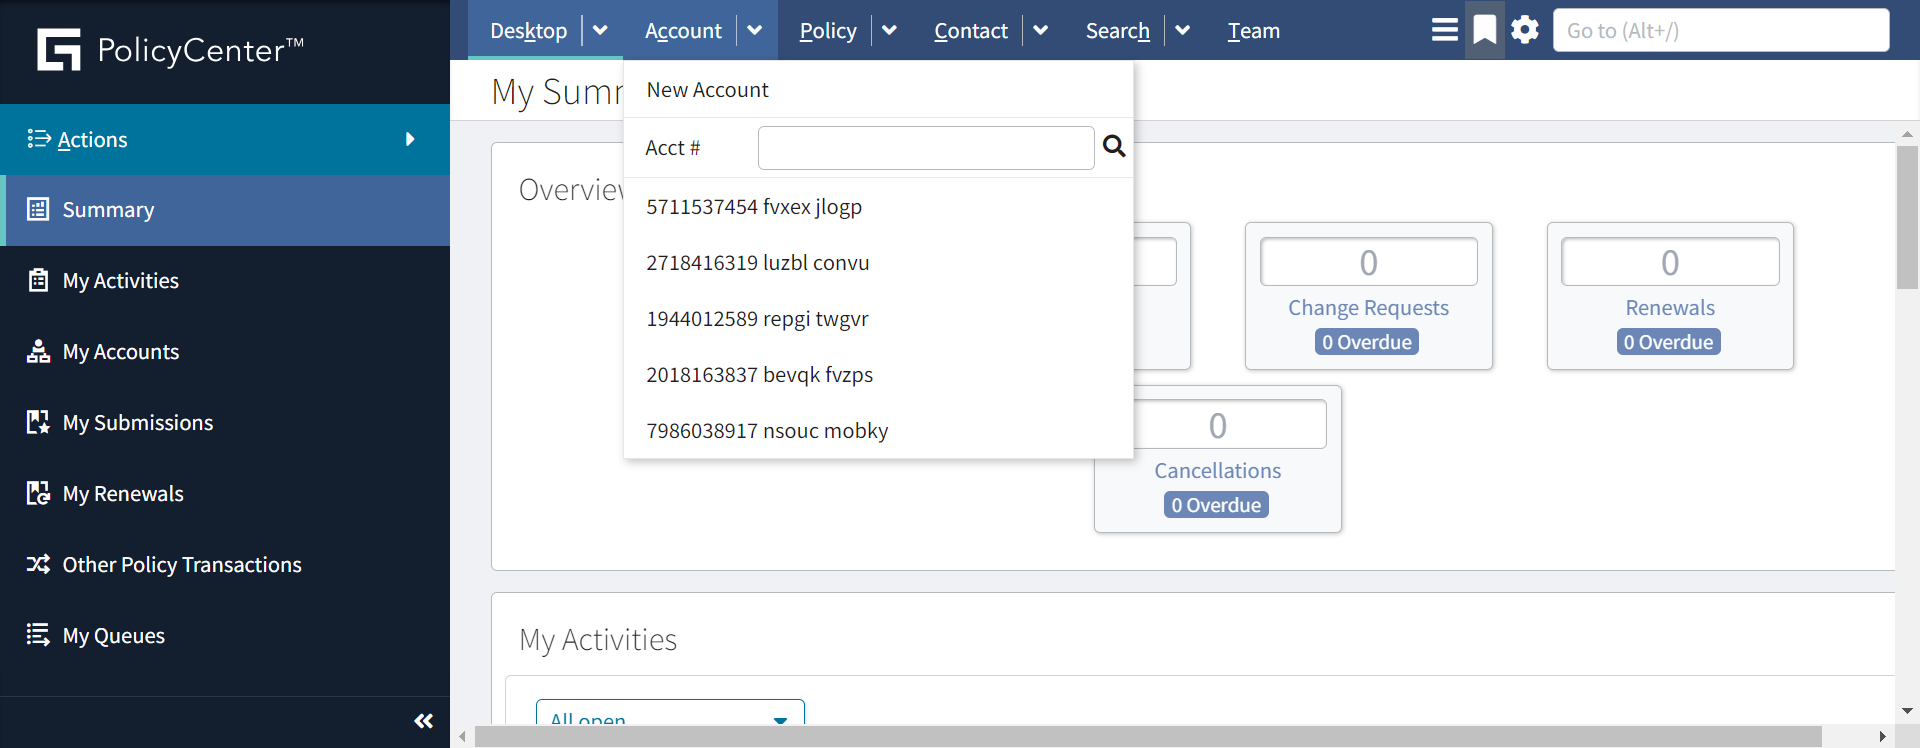 PolicyCenter™
Desktop
Account
Policy
Contact
Search
Team
Go to (Alt+/)
Actions
Summary
My Activities
My Accounts
My Submissions
My Renewals
Other Policy Transactions
My Queues
My Summ
New Account
Acct #
5711537454 fvxex jlogp
2718416319 luzbl convu
1944012589 repgi twgvr
2018163837 bevqk fvzps
7986038917 nsouc mobky
Overview
0
Change Requests
0 Overdue
0
Renewals
0 Overdue
0
Cancellations
0 Overdue
My Activities
All open